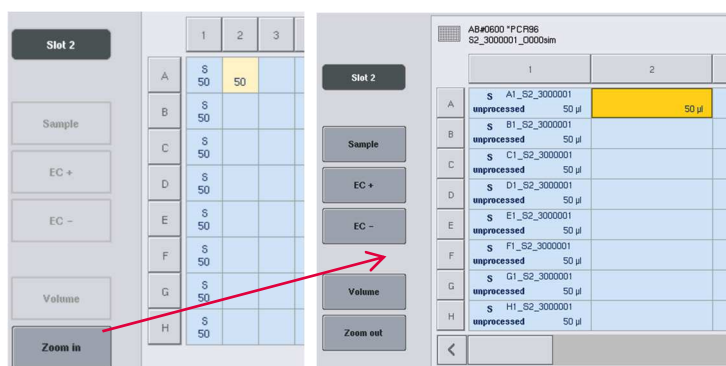 Slot 2
Sample
EC +
EC -
Volume
Zoom in
1 2 3
A S 50 50
B S 50
C S 50
D S 50
E S 50
F S 50
G S 50
H S 50
AB#0600 *PCR96
S2_3000001_0000sim
Slot 2
Sample
EC +
EC -
Volume
Zoom out
1 2
A S A1_S2_3000001
unprocessed 50 µl 50 µl
B S B1_S2_3000001
unprocessed 50 µl
C S C1_S2_3000001
unprocessed 50 µl
D S D1_S2_3000001
unprocessed 50 µl
E S E1_S2_3000001
unprocessed 50 µl
F S F1_S2_3000001
unprocessed 50 µl
G S G1_S2_3000001
unprocessed 50 µl
H S H1_S2_3000001
unprocessed 50 µl